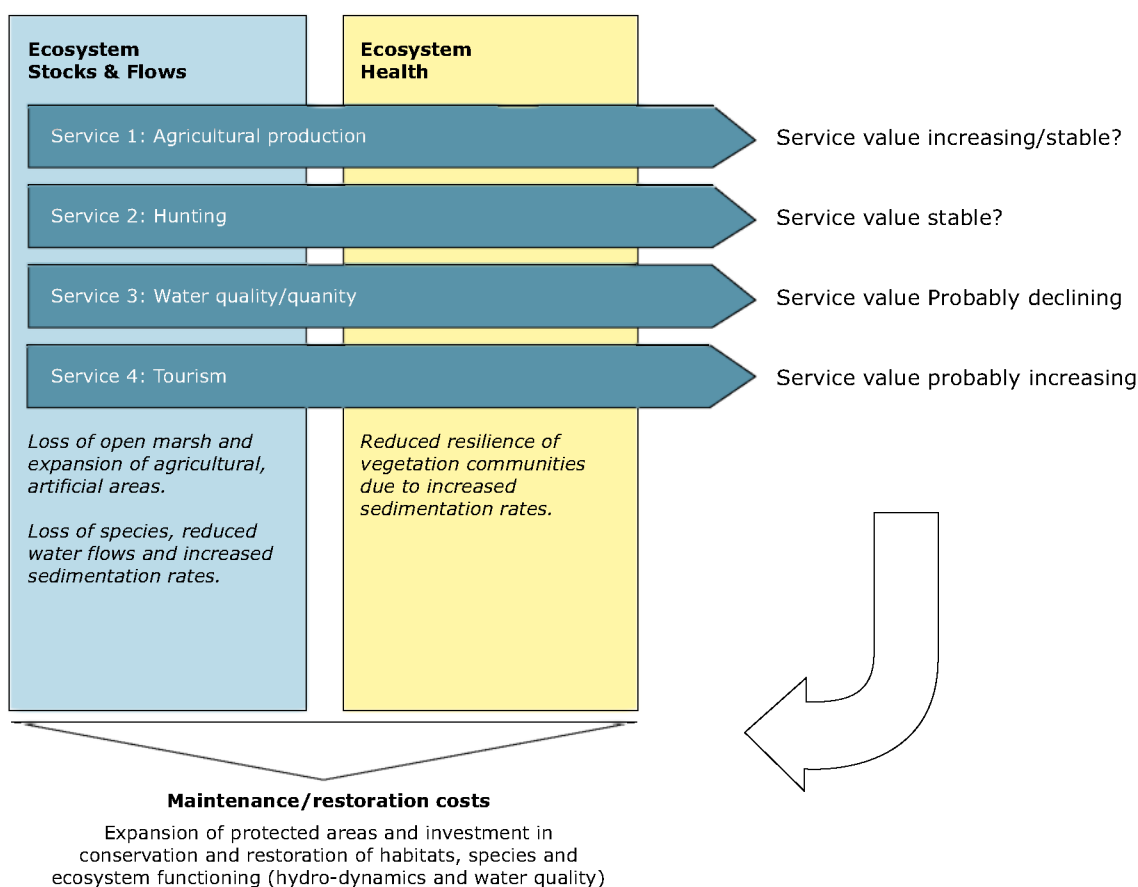 Ecosystem
Stocks & Flows
Ecosystem
Health
Service 1: Agricultural production
Service value increasing/stable?
Service 2: Hunting
Service value stable?
Service 3: Water quality/quanity
Service value Probably declining
Service 4: Tourism
Service value probably increasing
Loss of open marsh and
expansion of agricultural,
artificial areas.
Loss of species, reduced
water flows and increased
sedimentation rates.
Reduced resilience of
vegetation communities
due to increased
sedimentation rates.
Maintenance/restoration costs
Expansion of protected areas and investment in
conservation and restoration of habitats, species and
ecosystem functioning (hydro-dynamics and water quality)